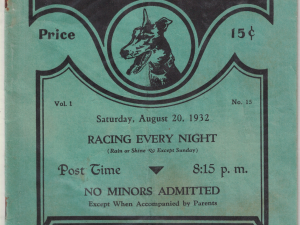 Price 15¢
Vol. 1 No. 15
Saturday, August 20, 1932
RACING EVERY NIGHT
(Rain or Shine Except Sunday)
Post Time 8:15 p. m.
NO MINORS ADMITTED
Except When Accompanied by Parents